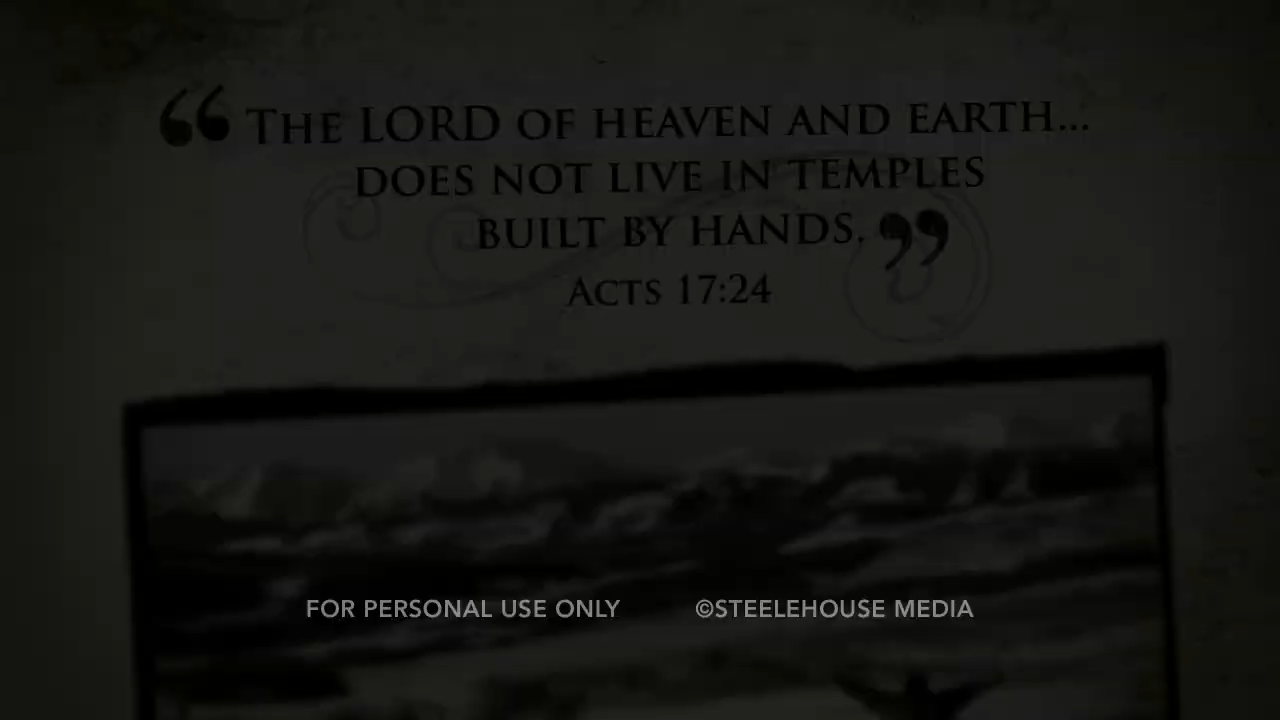 “ The LORD of heaven and earth...
does not live in temples
built by hands. ”
Acts 17:24
FOR PERSONAL USE ONLY ©STEELEHOUSE MEDIA